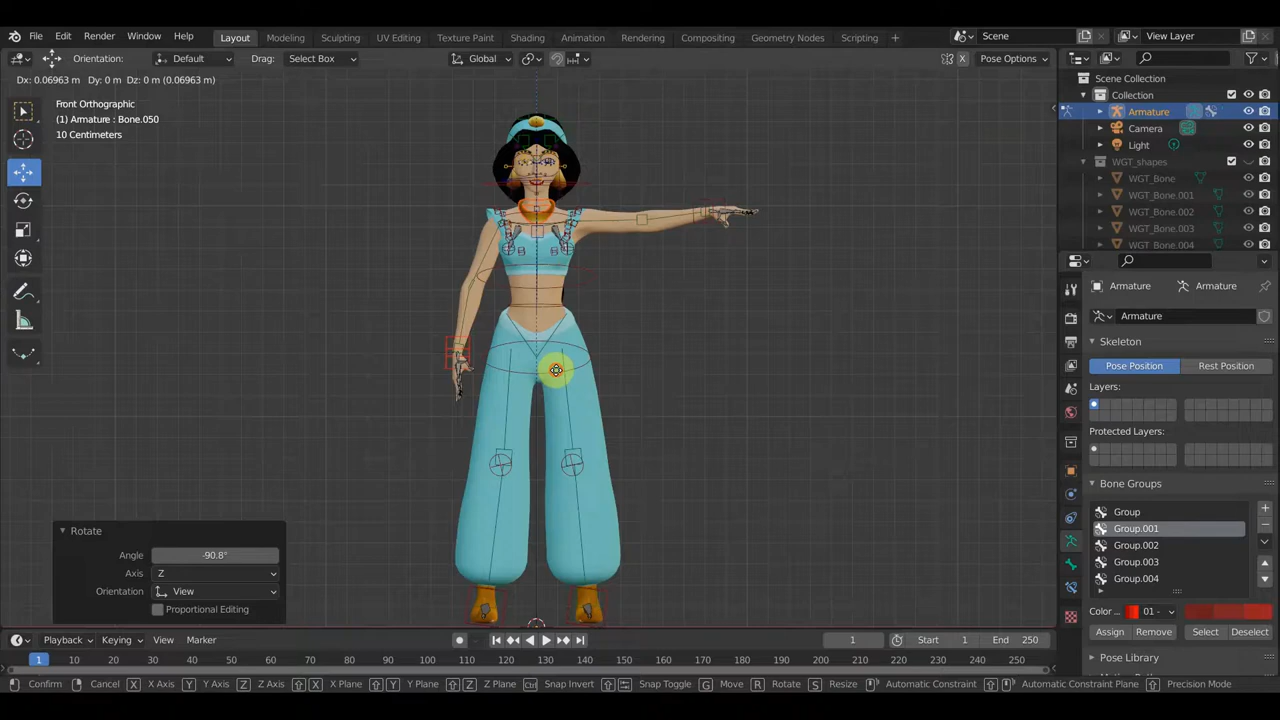 File Edit Render Window Help Layout Modeling Sculpting UV Editing Texture Paint Shading Animation Rendering Compositing Geometry Nodes Scripting + Scene View Layer
Orientation: Default Drag: Select Box Global X Pose Options
Dx: 0.06963 m Dy: 0 m Dz: 0 m (0.06963 m)
Front Orthographic
(1) Armature : Bone.050
10 Centimeters
Scene Collection
Collection
Armature
Camera
Light
WGT_shapes
WGT_Bone
WGT_Bone.001
WGT_Bone.002
WGT_Bone.003
WGT_Bone.004
Armature Armature
Armature
Skeleton
Pose Position Rest Position
Layers:
Protected Layers:
Bone Groups
Group
Group.001
Group.002
Group.003
Group.004
Color ... 01 -
Assign Remove Select Deselect
Pose Library
Rotate
Angle -90.8°
Axis Z
Orientation View
Proportional Editing
Playback Keying View Marker 1 Start 1 End 250
1 10 20 30 40 50 60 70 80 90 100 110 120 130 140 150 160 170 180 190 200 210 220 230 240 250
Confirm Cancel X X Axis Y Y Axis Z Z Axis X X Plane Y Y Plane Z Z Plane Ctrl Snap Invert Snap Toggle G Move R Rotate S Resize Automatic Constraint Automatic Constraint Plane Precision Mode